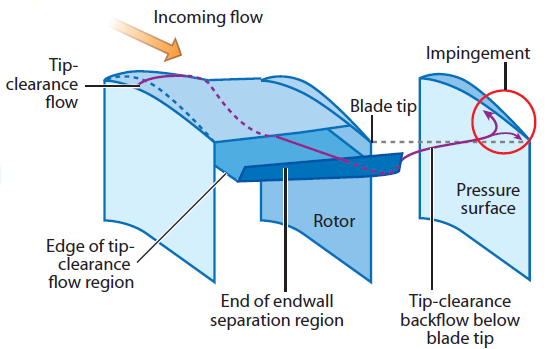 Incoming flow
Tip-
clearance
flow
Impingement
Blade tip
Pressure
surface
Rotor
Edge of tip-
clearance
flow region
End of endwall
separation region
Tip-clearance
backflow below
blade tip